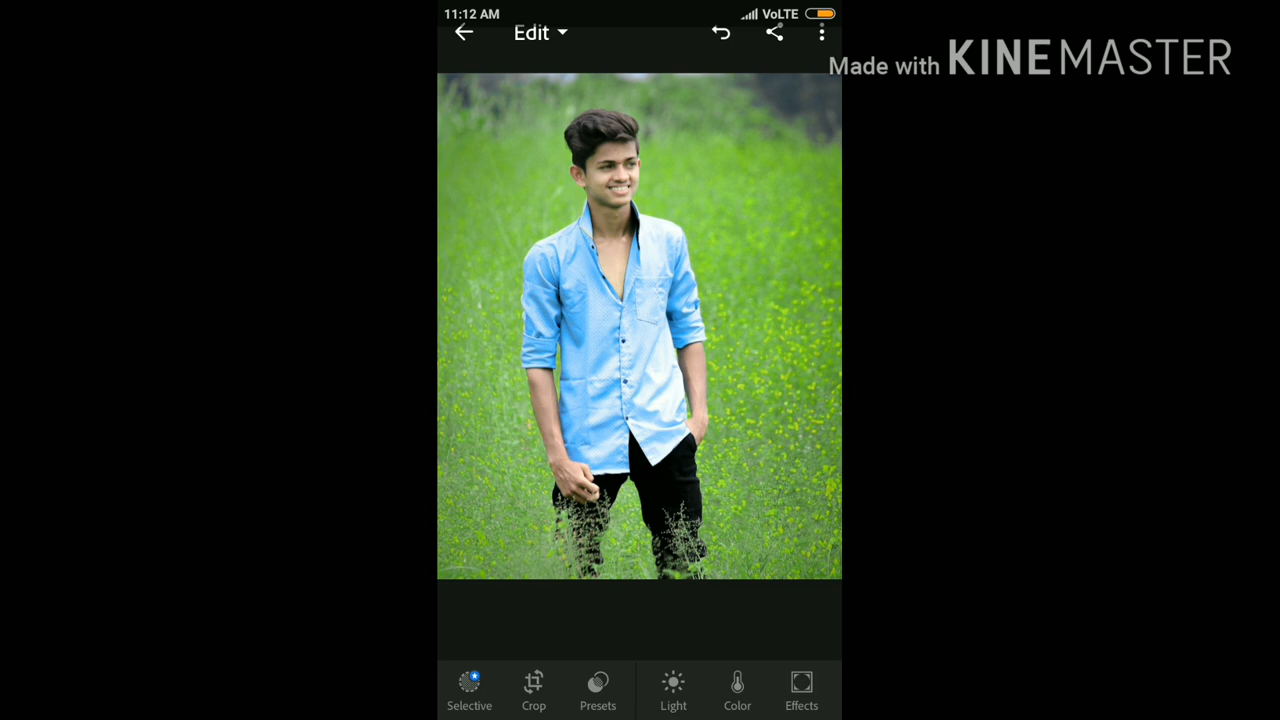 11:12 AM
VoLTE
Edit
Made with KINEMASTER
Selective
Crop
Presets
Light
Color
Effects